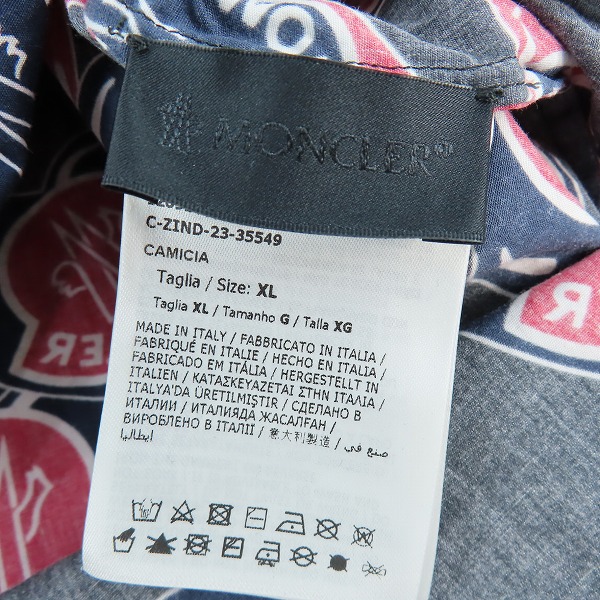 MONCLER
C-ZIND-23-35549
CAMICIA
Taglia / Size: XL
Taglia XL / Tamanho G / Talla XG
MADE IN ITALY / FABBRICATO IN ITALIA /
FABRIQUÉ EN ITALIE / HECHO EN ITALIA /
FABRICADO EM ITÁLIA / HERGESTELLT IN
ITALIEN / ΚΑΤΑΣΚΕΥΑΖΕΤΑΙ ΣΤΗΝ ΙΤΑΛΙΑ /
ITALYA'DA ÜRETILMIŞTIR / СДЕЛАНО В
ИТАЛИИ / ИТАЛИЯДА ЖАСАЛҒАН /
ВИРОБЛЕНО В ІТАЛІЇ / 意大利製造 / صنع في
إيطاليا